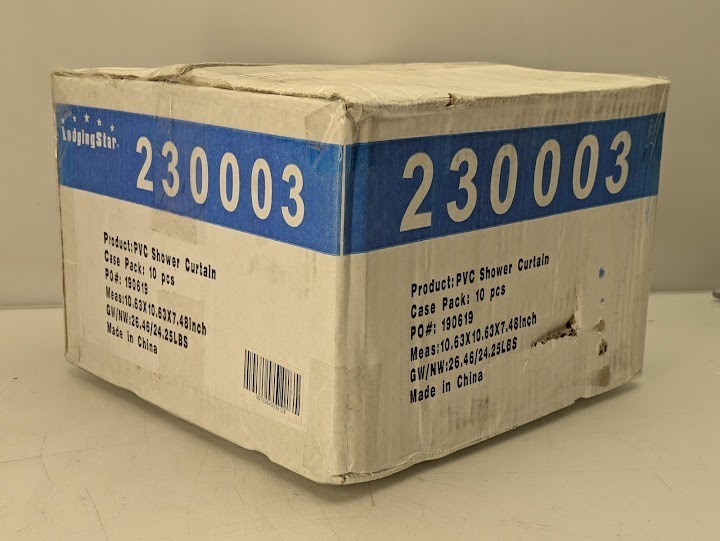 LodgingStar
230003
Product:PVC Shower Curtain
Case Pack: 10 pcs
PO#: 190619
Meas:10.63X10.63X7.48Inch
GW/NW:26.46/24.25LBS
Made in China
230003
Product:PVC Shower Curtain
Case Pack: 10 pcs
PO#: 190619
Meas:10.63X10.63X7.48Inch
GW/NW:26.46/24.25LBS
Made in China